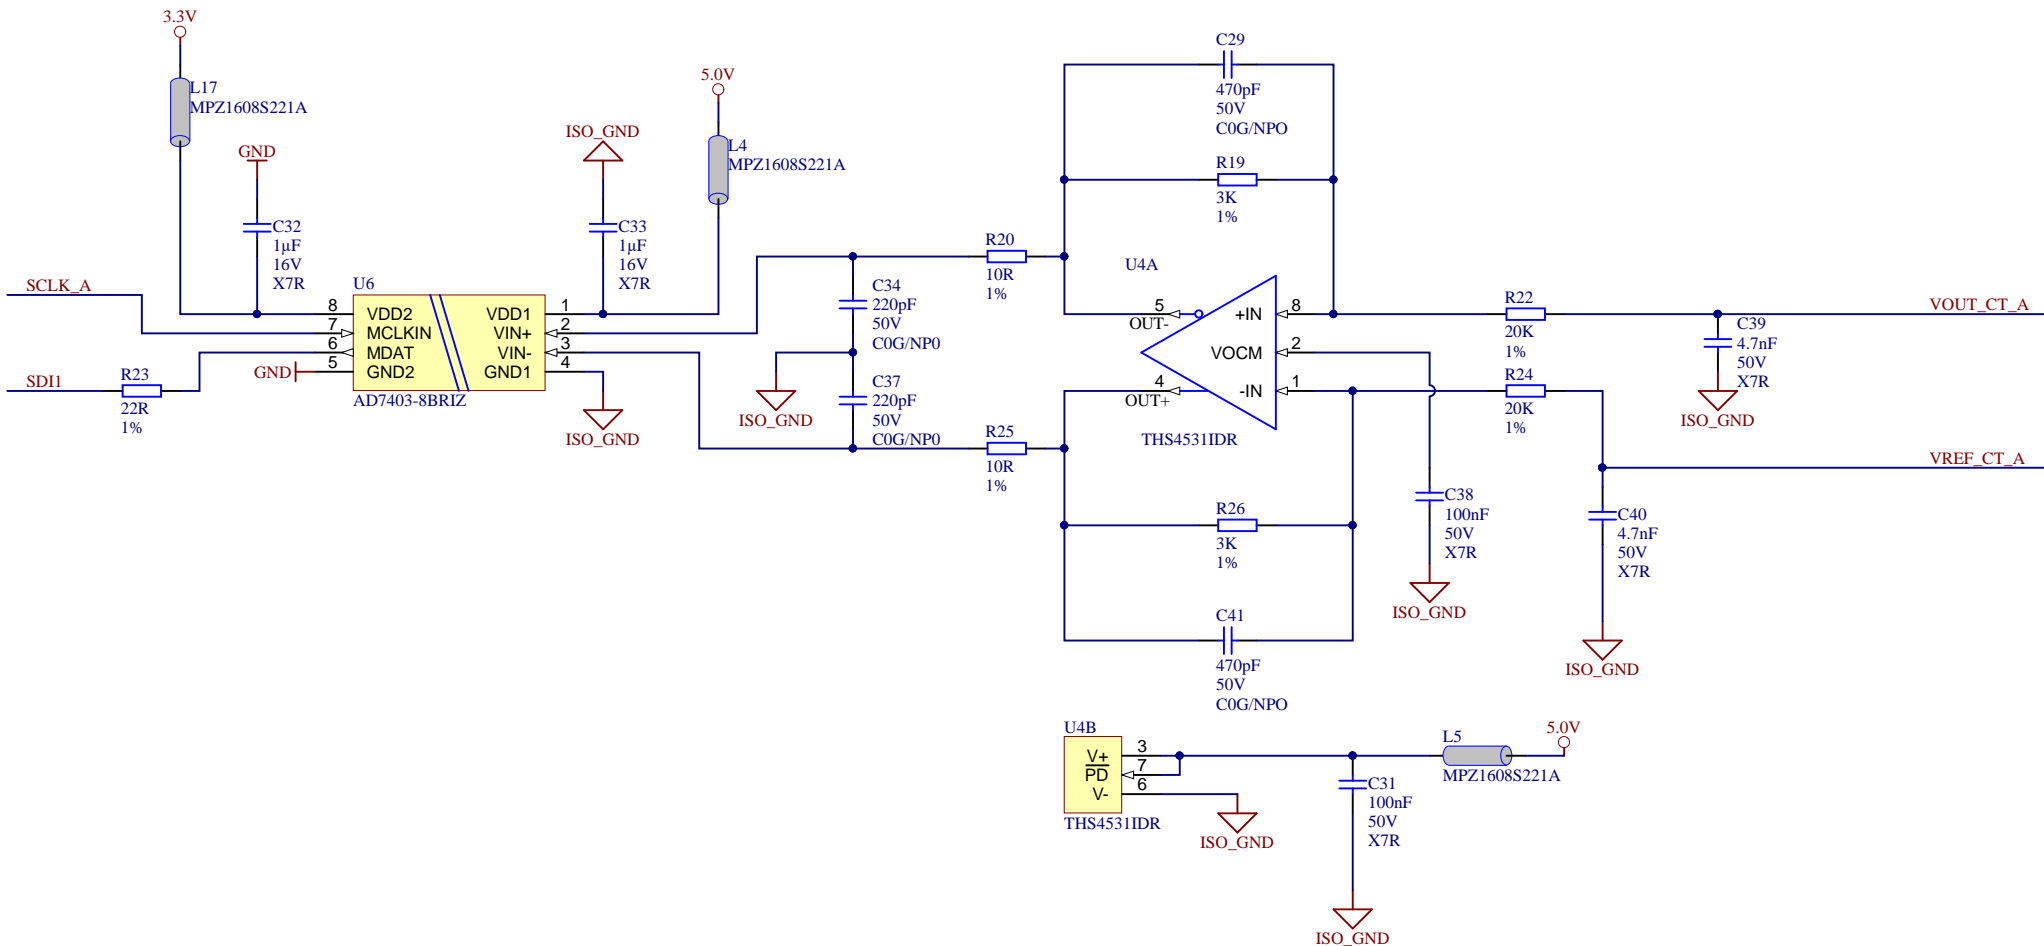 3.3V
L17
MPZ1608S221A
GND
C32
1µF
16V
X7R
ISO_GND
C33
1µF
16V
X7R
5.0V
L4
MPZ1608S221A
SCLK_A
SDI1
R23
22R
1%
GND
U6
8
7
6
5
VDD2
MCLKIN
MDAT
GND2
VDD1
VIN+
VIN-
GND1
1
2
3
4
AD7403-8BRIZ
ISO_GND
C34
220pF
50V
C0G/NP0
ISO_GND
C37
220pF
50V
C0G/NP0
R20
10R
1%
R25
10R
1%
C29
470pF
50V
C0G/NPO
R19
3K
1%
U4A
5
OUT-
4
OUT+
+IN
VOCM
-IN
8
2
1
THS4531IDR
R26
3K
1%
C41
470pF
50V
C0G/NPO
R22
20K
1%
R24
20K
1%
C38
100nF
50V
X7R
ISO_GND
VOUT_CT_A
C39
4.7nF
50V
X7R
ISO_GND
VREF_CT_A
C40
4.7nF
50V
X7R
ISO_GND
U4B
V+
PD
V-
3
7
6
THS4531IDR
ISO_GND
C31
100nF
50V
X7R
ISO_GND
L5
MPZ1608S221A
5.0V